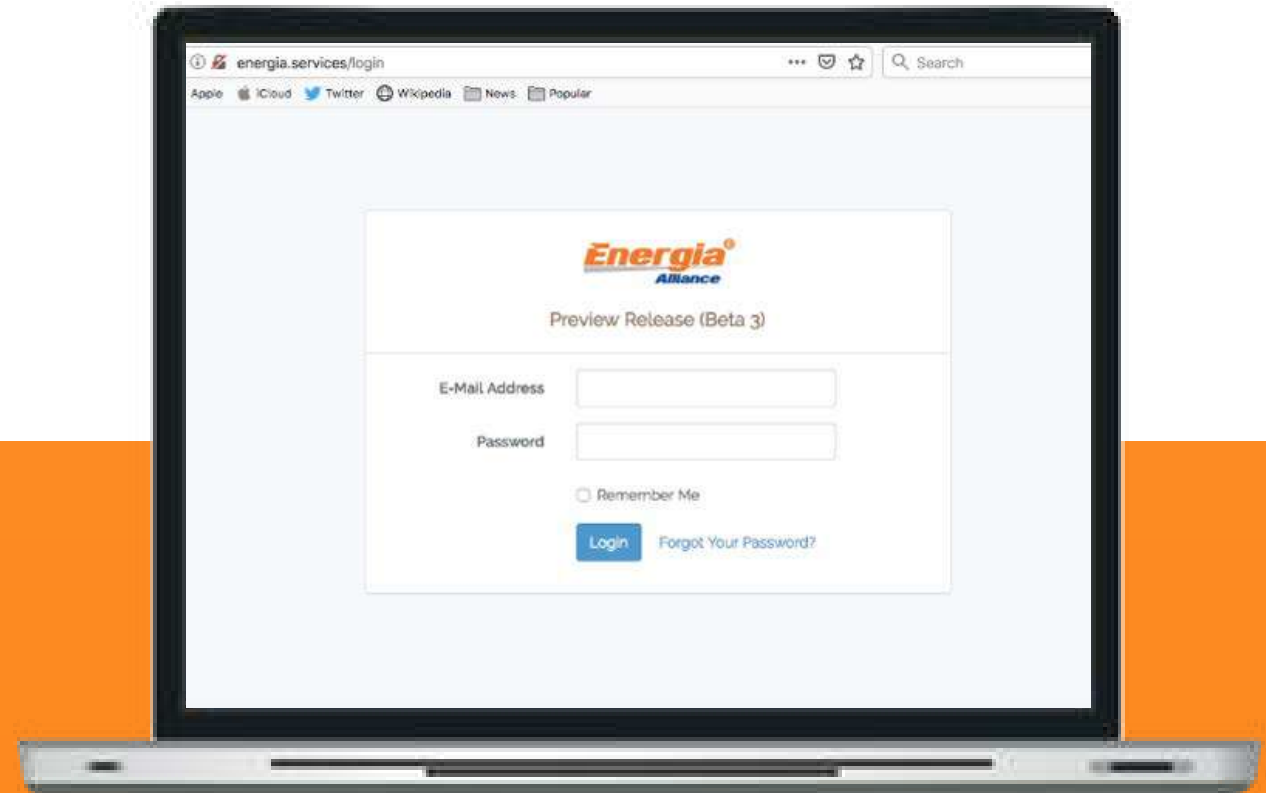 energia.services/login
Search
Apple iCloud Twitter Wikipedia News Popular
Energia®
Alliance
Preview Release (Beta 3)
E-Mail Address
Password
Remember Me
Login Forgot Your Password?